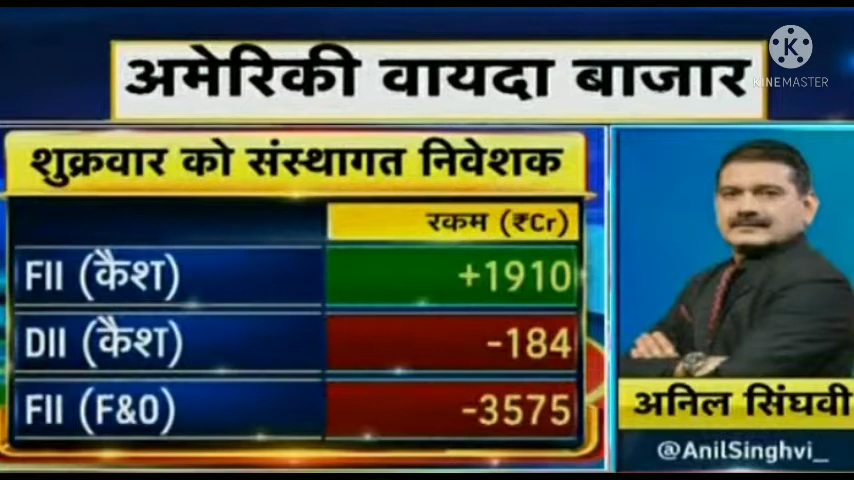 अमेरिकी वायदा बाजार
K
KINEMASTER
शुक्रवार को संस्थागत निवेशक
रकम (₹Cr)
FII (कैश) +1910
DII (कैश) -184
FII (F&O) -3575
अनिल सिंघवी
@AnilSinghvi_